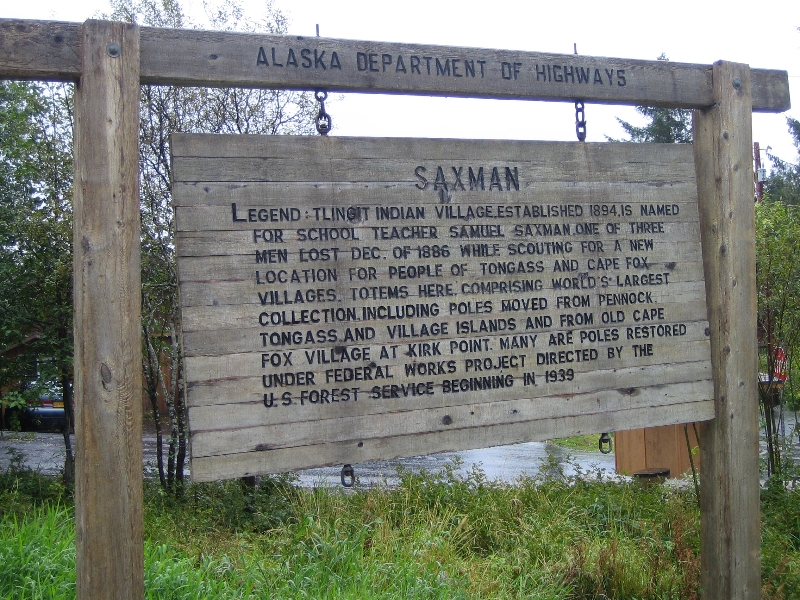 ALASKA DEPARTMENT OF HIGHWAYS
SAXMAN
LEGEND: TLINGIT INDIAN VILLAGE, ESTABLISHED 1894, IS NAMED
FOR SCHOOL TEACHER SAMUEL SAXMAN, ONE OF THREE
MEN LOST DEC. OF 1886 WHILE SCOUTING FOR A NEW
LOCATION FOR PEOPLE OF TONGASS AND CAPE FOX
VILLAGES. TOTEMS HERE, COMPRISING WORLD'S LARGEST
COLLECTION, INCLUDING POLES MOVED FROM PENNOCK,
TONGASS AND VILLAGE ISLANDS AND FROM OLD CAPE
FOX VILLAGE AT KIRK POINT. MANY ARE POLES RESTORED
UNDER FEDERAL WORKS PROJECT DIRECTED BY THE
U.S. FOREST SERVICE BEGINNING IN 1939